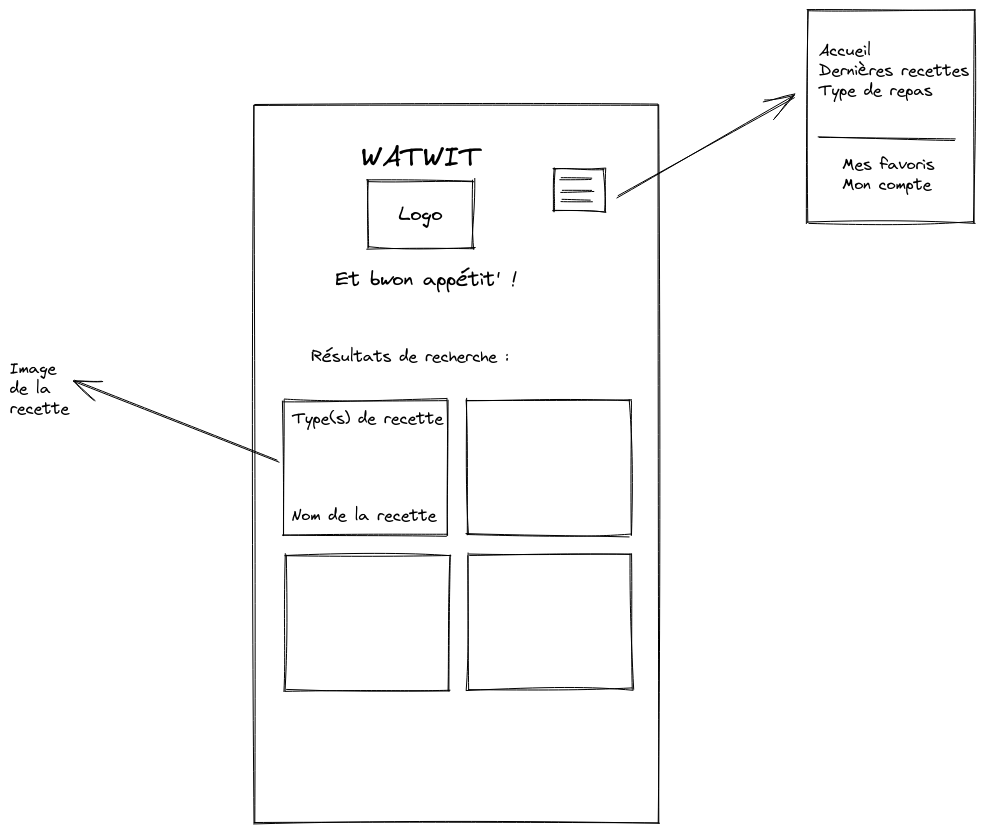 Accueil
Dernières recettes
Type de repas
Mes favoris
Mon compte
WATWIT
Logo
Et bwon appétit' !
Résultats de recherche :
Image
de la
recette
Type(s) de recette
Nom de la recette